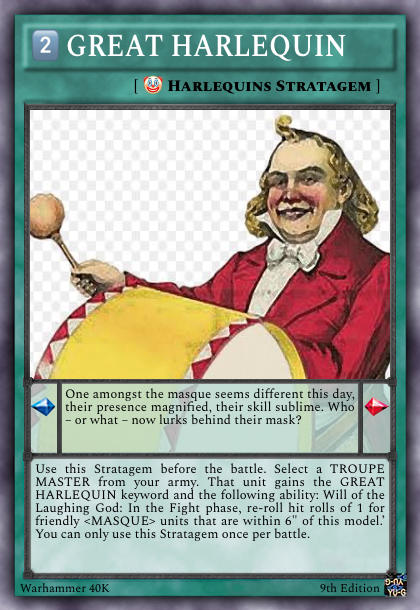 2 GREAT HARLEQUIN
[ 🤡 HARLEQUINS STRATAGEM ]
One amongst the masque seems different this day,
their presence magnified, their skill sublime. Who
– or what – now lurks behind their mask?
Use this Stratagem before the battle. Select a TROUPE
MASTER from your army. That unit gains the GREAT
HARLEQUIN keyword and the following ability: Will of the
Laughing God: In the Fight phase, re-roll hit rolls of 1 for
friendly <MASQUE> units that are within 6" of this model.'
You can only use this Stratagem once per battle.
Warhammer 40K
9th Edition